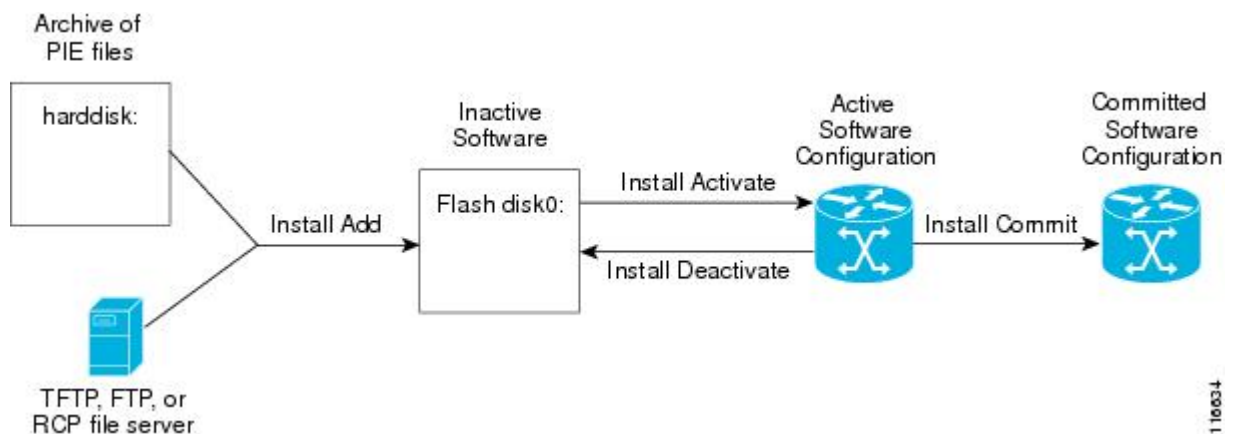 Archive of
PIE files
harddisk:
TFTP, FTP, or
RCP file server
Install Add
Inactive
Software
Flash disk0:
Install Activate
Install Deactivate
Active
Software
Configuration
Install Commit
Committed
Software
Configuration
116634